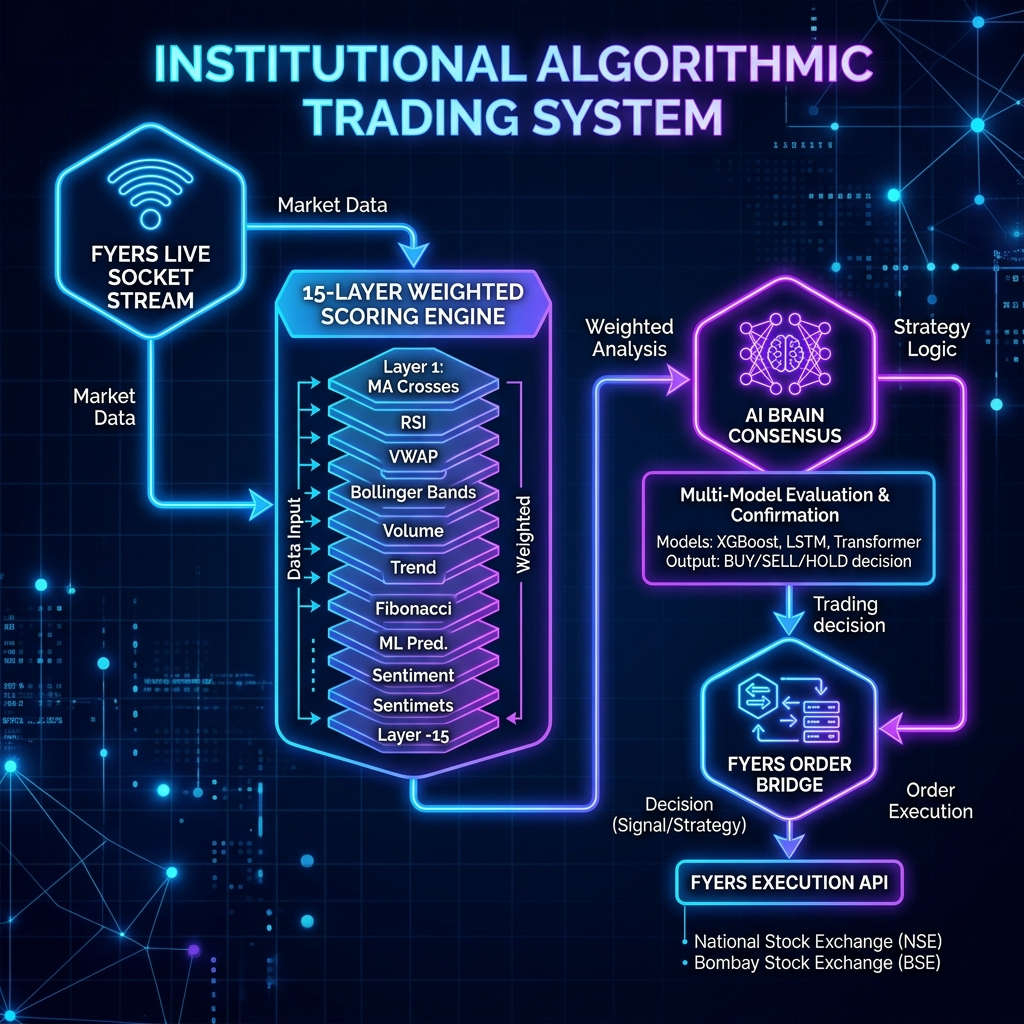 INSTITUTIONAL ALGORITHMIC
TRADING SYSTEM
FYERS LIVE
SOCKET
STREAM
Market Data
Market
Data
15-LAYER WEIGHTED
SCORING ENGINE
Layer 1:
MA Crosses
RSI
VWAP
Bollinger Bands
Volume
Trend
Fibonacci
ML Pred.
Sentiment
Sentimets
Layer -15
Data Input
Weighted
Weighted
Analysis
AI BRAIN
CONSENSUS
Strategy
Logic
Multi-Model Evaluation &
Confirmation
Models: XGBoost, LSTM, Transformer
Output: BUY/SELL/HOLD decision
Trading
decision
FYERS ORDER
BRIDGE
Decision
(Signal/Strategy)
Order
Execution
FYERS EXECUTION API
• National Stock Exchange (NSE)
• Bombay Stock Exchange (BSE)